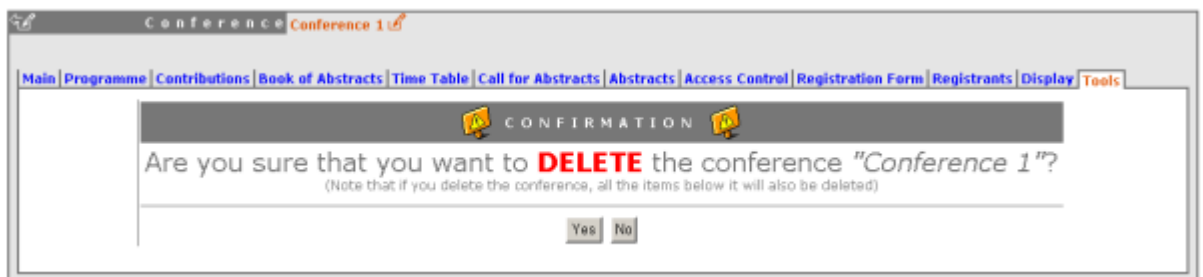 Conference Conference 1
Main Programme Contributions Book of Abstracts Time Table Call for Abstracts Abstracts Access Control Registration Form Registrants Display Tools
CONFIRMATION
Are you sure that you want to DELETE the conference "Conference 1"?
(Note that if you delete the conference, all the items below it will also be deleted)
Yes No